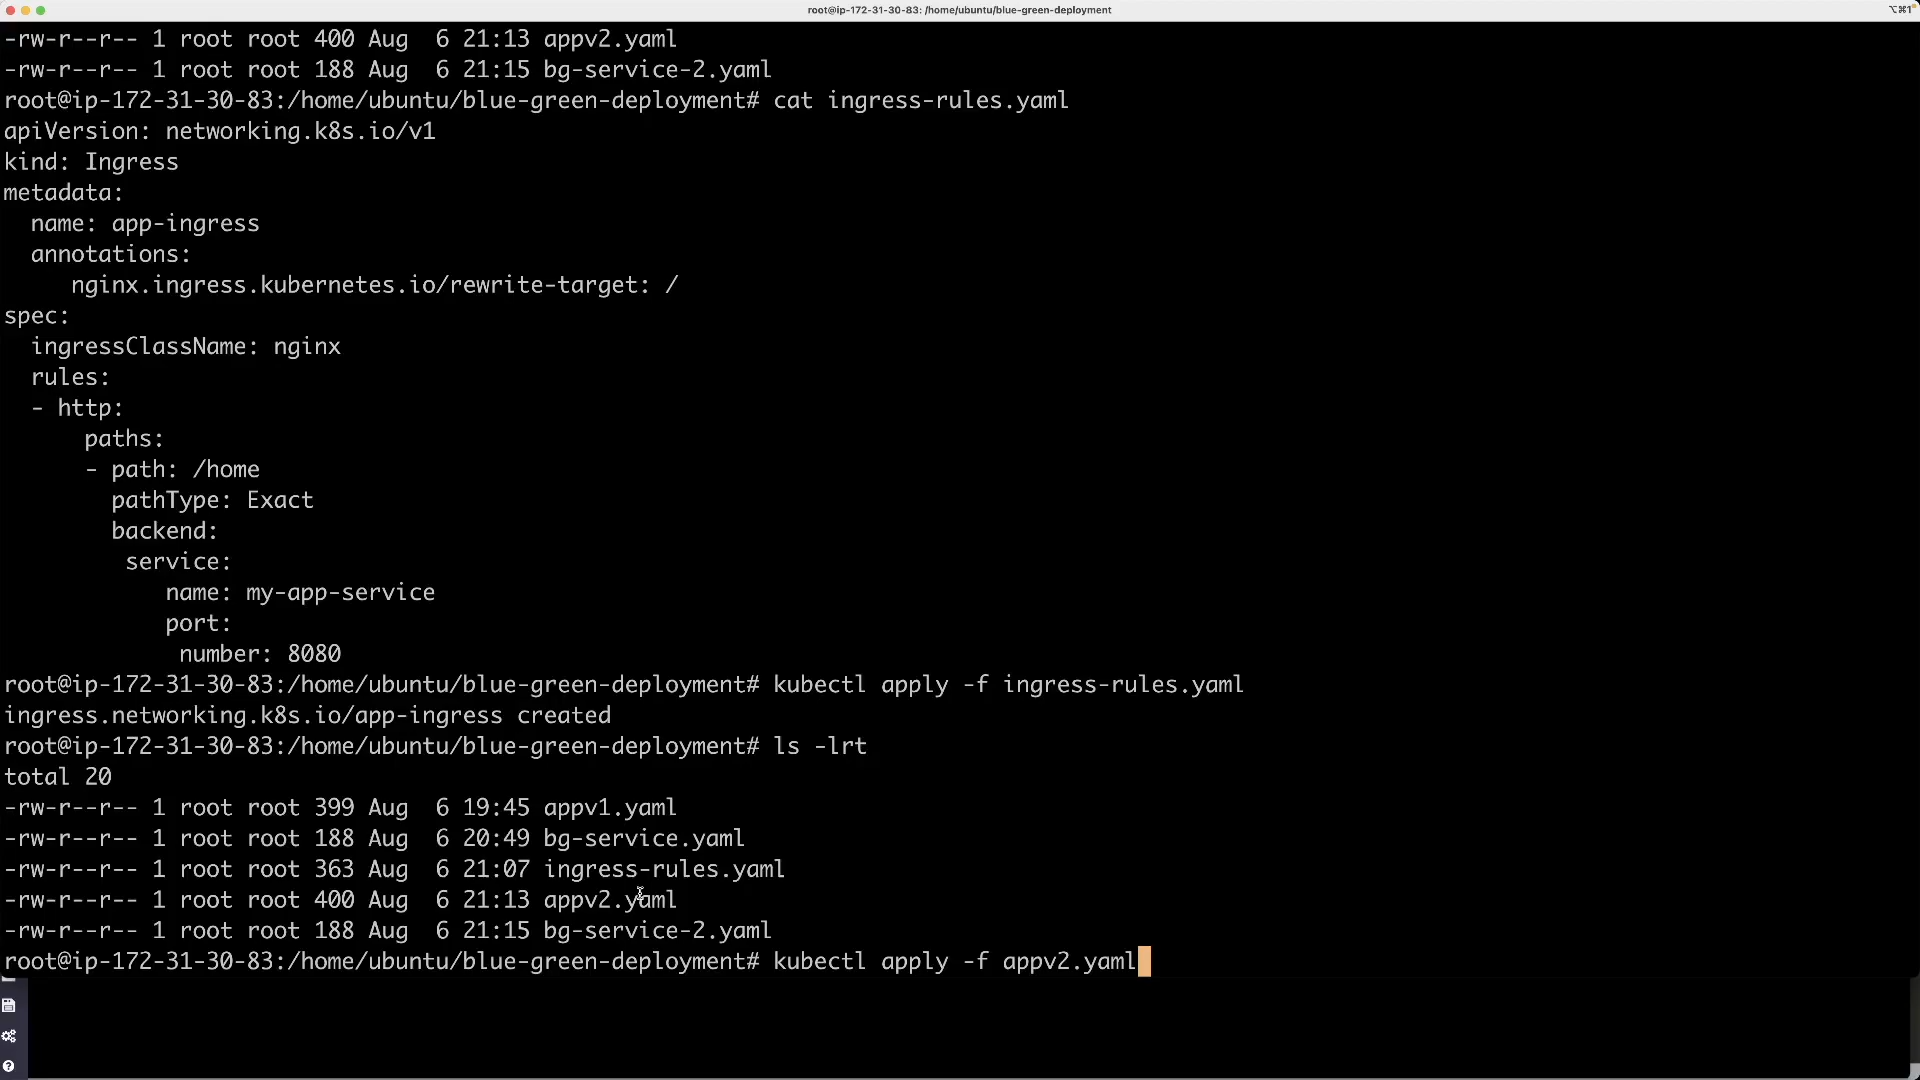 root@ip-172-31-30-83: /home/ubuntu/blue-green-deployment
⌥⌘1
-rw-r--r-- 1 root root 400 Aug  6 21:13 appv2.yaml
-rw-r--r-- 1 root root 188 Aug  6 21:15 bg-service-2.yaml
root@ip-172-31-30-83:/home/ubuntu/blue-green-deployment# cat ingress-rules.yaml
apiVersion: networking.k8s.io/v1
kind: Ingress
metadata:
  name: app-ingress
  annotations:
     nginx.ingress.kubernetes.io/rewrite-target: /
spec:
  ingressClassName: nginx
  rules:
  - http:
      paths:
      - path: /home
        pathType: Exact
        backend:
         service:
            name: my-app-service
            port:
             number: 8080
root@ip-172-31-30-83:/home/ubuntu/blue-green-deployment# kubectl apply -f ingress-rules.yaml
ingress.networking.k8s.io/app-ingress created
root@ip-172-31-30-83:/home/ubuntu/blue-green-deployment# ls -lrt
total 20
-rw-r--r-- 1 root root 399 Aug  6 19:45 appv1.yaml
-rw-r--r-- 1 root root 188 Aug  6 20:49 bg-service.yaml
-rw-r--r-- 1 root root 363 Aug  6 21:07 ingress-rules.yaml
-rw-r--r-- 1 root root 400 Aug  6 21:13 appv2.yaml
-rw-r--r-- 1 root root 188 Aug  6 21:15 bg-service-2.yaml
root@ip-172-31-30-83:/home/ubuntu/blue-green-deployment# kubectl apply -f appv2.yaml